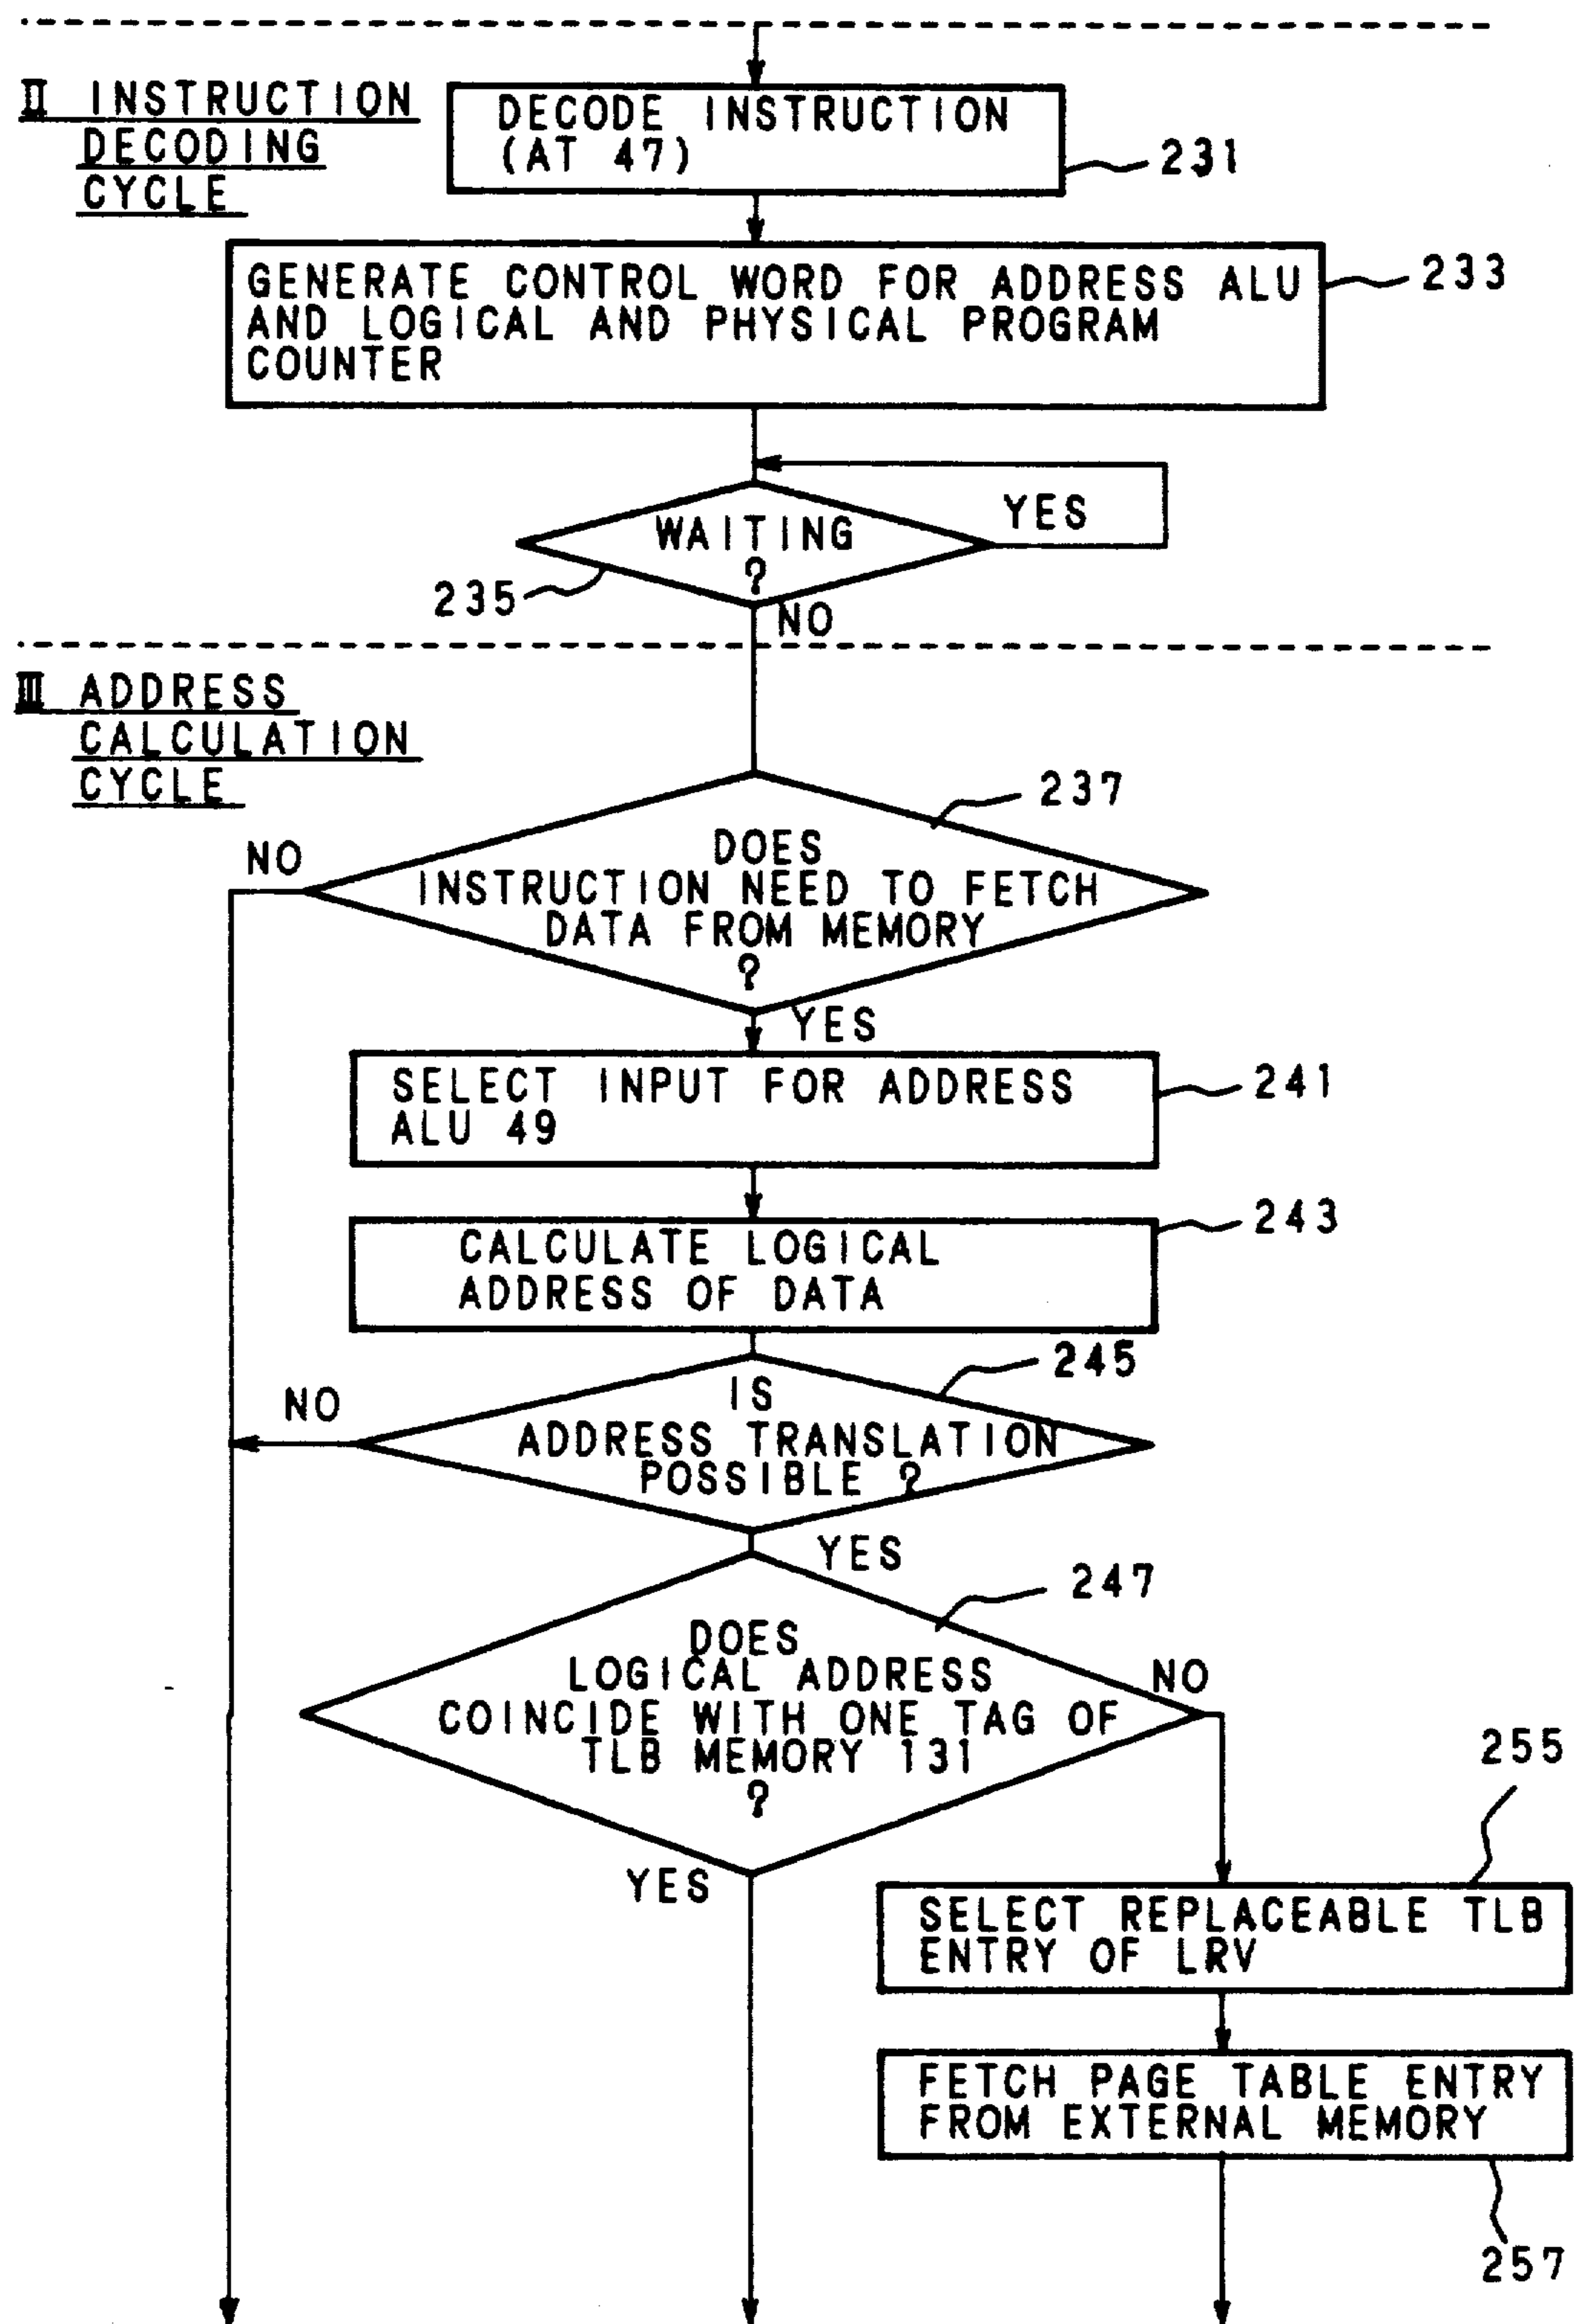 II INSTRUCTION
DECODING
CYCLE
DECODE INSTRUCTION
(AT 47)
231
GENERATE CONTROL WORD FOR ADDRESS ALU
AND LOGICAL AND PHYSICAL PROGRAM
COUNTER
233
WAITING
?
YES
235
NO
III ADDRESS
CALCULATION
CYCLE
237
NO
DOES
INSTRUCTION NEED TO FETCH
DATA FROM MEMORY
?
YES
SELECT INPUT FOR ADDRESS
ALU 49
241
CALCULATE LOGICAL
ADDRESS OF DATA
243
245
NO
IS
ADDRESS TRANSLATION
POSSIBLE ?
YES
247
DOES
LOGICAL ADDRESS
COINCIDE WITH ONE TAG OF
TLB MEMORY 131
?
NO
YES
255
SELECT REPLACEABLE TLB
ENTRY OF LRV
FETCH PAGE TABLE ENTRY
FROM EXTERNAL MEMORY
257